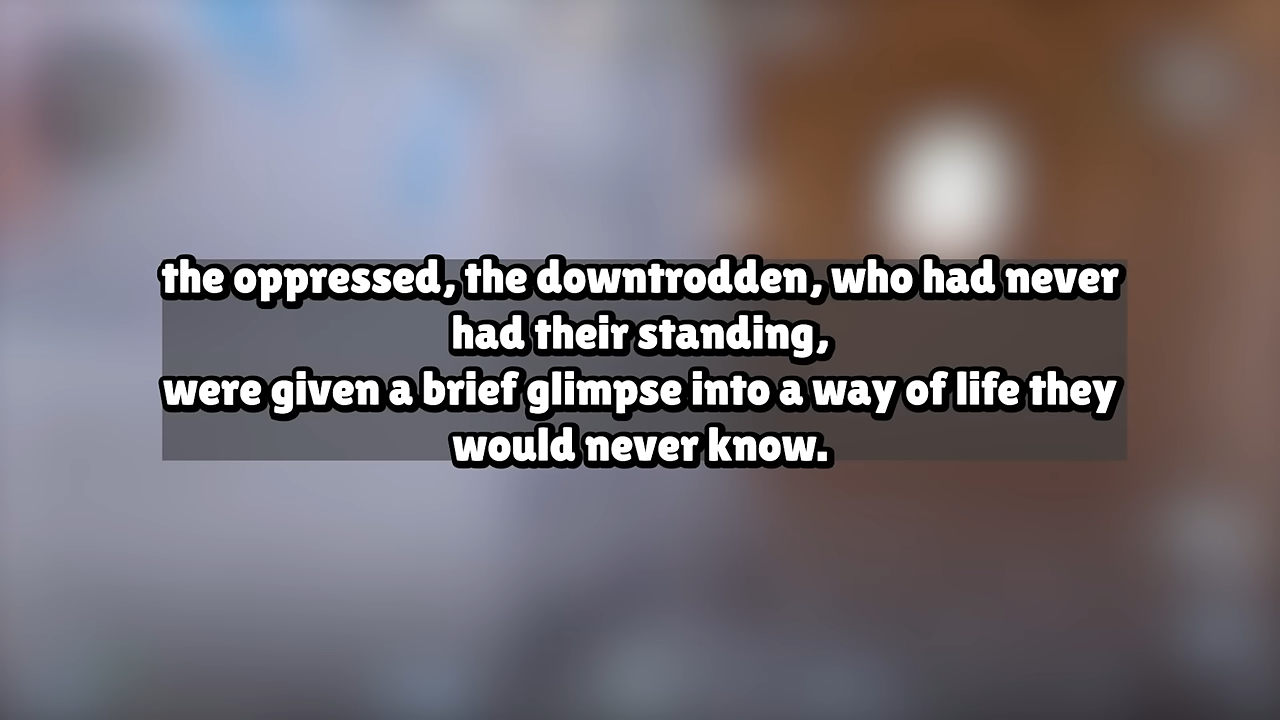 the oppressed, the downtrodden, who had never
had their standing,
were given a brief glimpse into a way of life they
would never know.